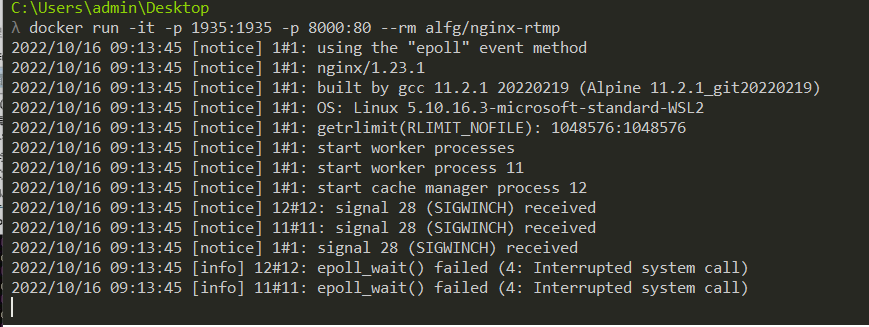 C:\Users\admin\Desktop
λ docker run -it -p 1935:1935 -p 8000:80 --rm alfg/nginx-rtmp
2022/10/16 09:13:45 [notice] 1#1: using the "epoll" event method
2022/10/16 09:13:45 [notice] 1#1: nginx/1.23.1
2022/10/16 09:13:45 [notice] 1#1: built by gcc 11.2.1 20220219 (Alpine 11.2.1_git20220219)
2022/10/16 09:13:45 [notice] 1#1: OS: Linux 5.10.16.3-microsoft-standard-WSL2
2022/10/16 09:13:45 [notice] 1#1: getrlimit(RLIMIT_NOFILE): 1048576:1048576
2022/10/16 09:13:45 [notice] 1#1: start worker processes
2022/10/16 09:13:45 [notice] 1#1: start worker process 11
2022/10/16 09:13:45 [notice] 1#1: start cache manager process 12
2022/10/16 09:13:45 [notice] 12#12: signal 28 (SIGWINCH) received
2022/10/16 09:13:45 [notice] 11#11: signal 28 (SIGWINCH) received
2022/10/16 09:13:45 [notice] 1#1: signal 28 (SIGWINCH) received
2022/10/16 09:13:45 [info] 12#12: epoll_wait() failed (4: Interrupted system call)
2022/10/16 09:13:45 [info] 11#11: epoll_wait() failed (4: Interrupted system call)